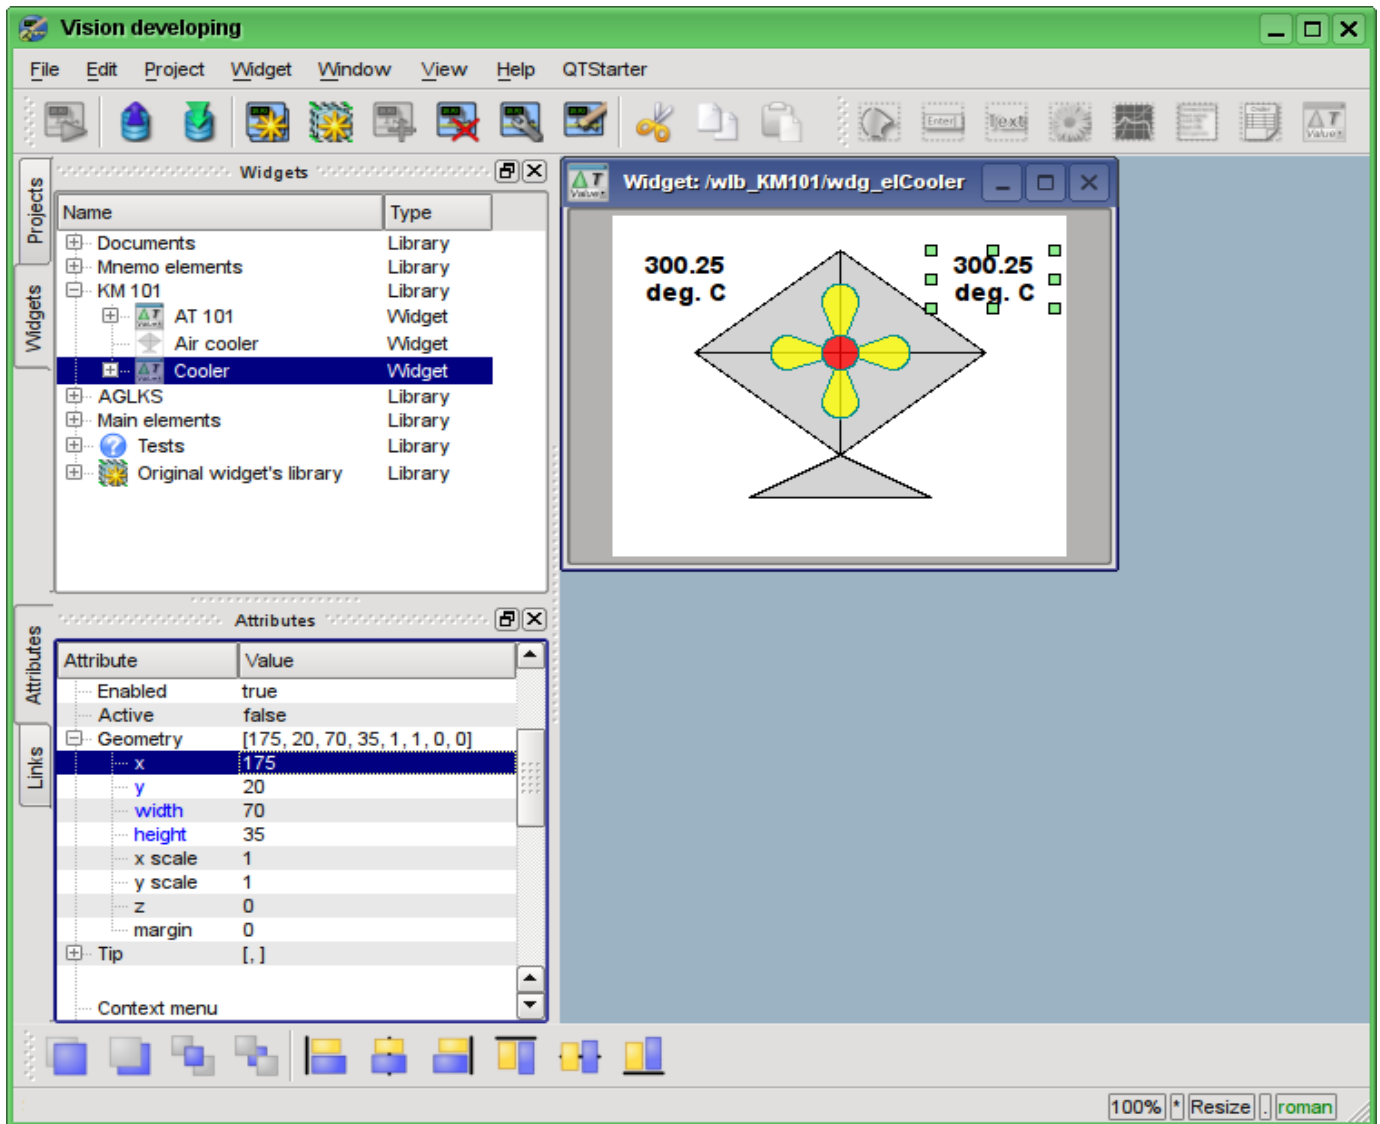 Vision developing
File Edit Project Widget Window View Help QTStarter
Enter Text Value:
Projects
Widgets
Widgets
Name Type
Documents Library
Mnemo elements Library
KM 101 Library
AT 101 Widget
Air cooler Widget
Cooler Widget
AGLKS Library
Main elements Library
Tests Library
Original widget's library Library
Widget: /wlb_KM101/wdg_elCooler
300.25
deg. C
300.25
deg. C
Attributes
Links
Attributes
Attribute Value
Enabled true
Active false
Geometry [175, 20, 70, 35, 1, 1, 0, 0]
x 175
y 20
width 70
height 35
x scale 1
y scale 1
z 0
margin 0
Tip [, ]
Context menu
100% * Resize . roman